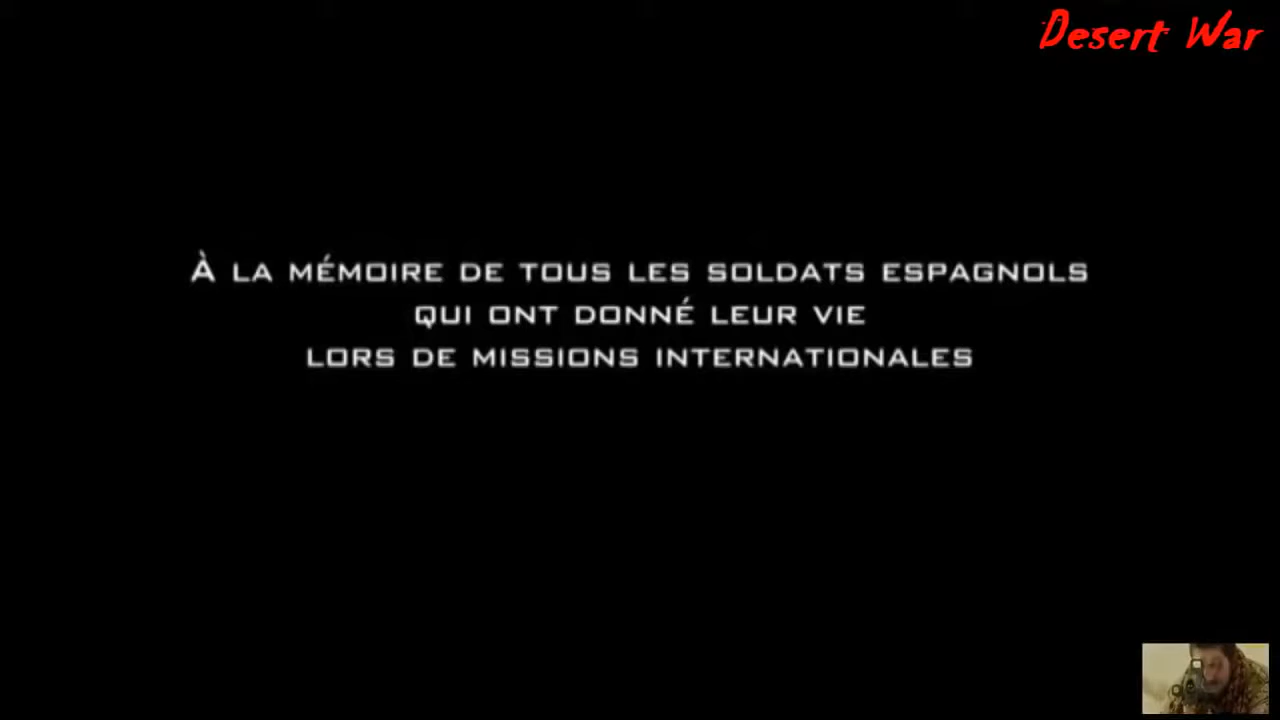 Desert War
À LA MÉMOIRE DE TOUS LES SOLDATS ESPAGNOLS
QUI ONT DONNÉ LEUR VIE
LORS DE MISSIONS INTERNATIONALES